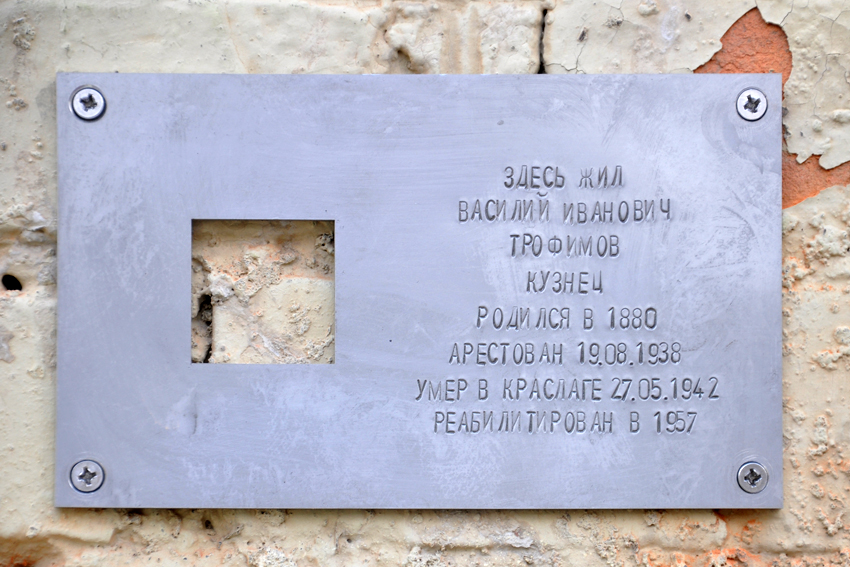 ЗДЕСЬ ЖИЛ
ВАСИЛИЙ ИВАНОВИЧ
ТРОФИМОВ
КУЗНЕЦ
РОДИЛСЯ В 1880
АРЕСТОВАН 19.08.1938
УМЕР В КРАСЛАГЕ 27.05.1942
РЕАБИЛИТИРОВАН В 1957